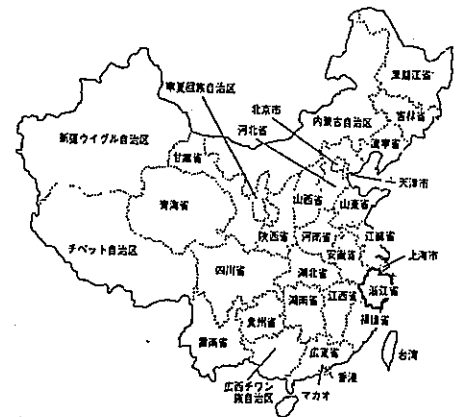 黒龍江省
寧夏回族自治区
北京市
内蒙古自治区
吉林省
河北省
遼寧省
新疆ウイグル自治区
甘粛省
天津市
青海省
山西省
山東省
陝西省
河南省
江蘇省
チベット自治区
安徽省
上海市
四川省
湖北省
浙江省
湖南省
江西省
貴州省
福建省
雲南省
広東省
台湾
香港
広西チワン
族自治区
マカオ